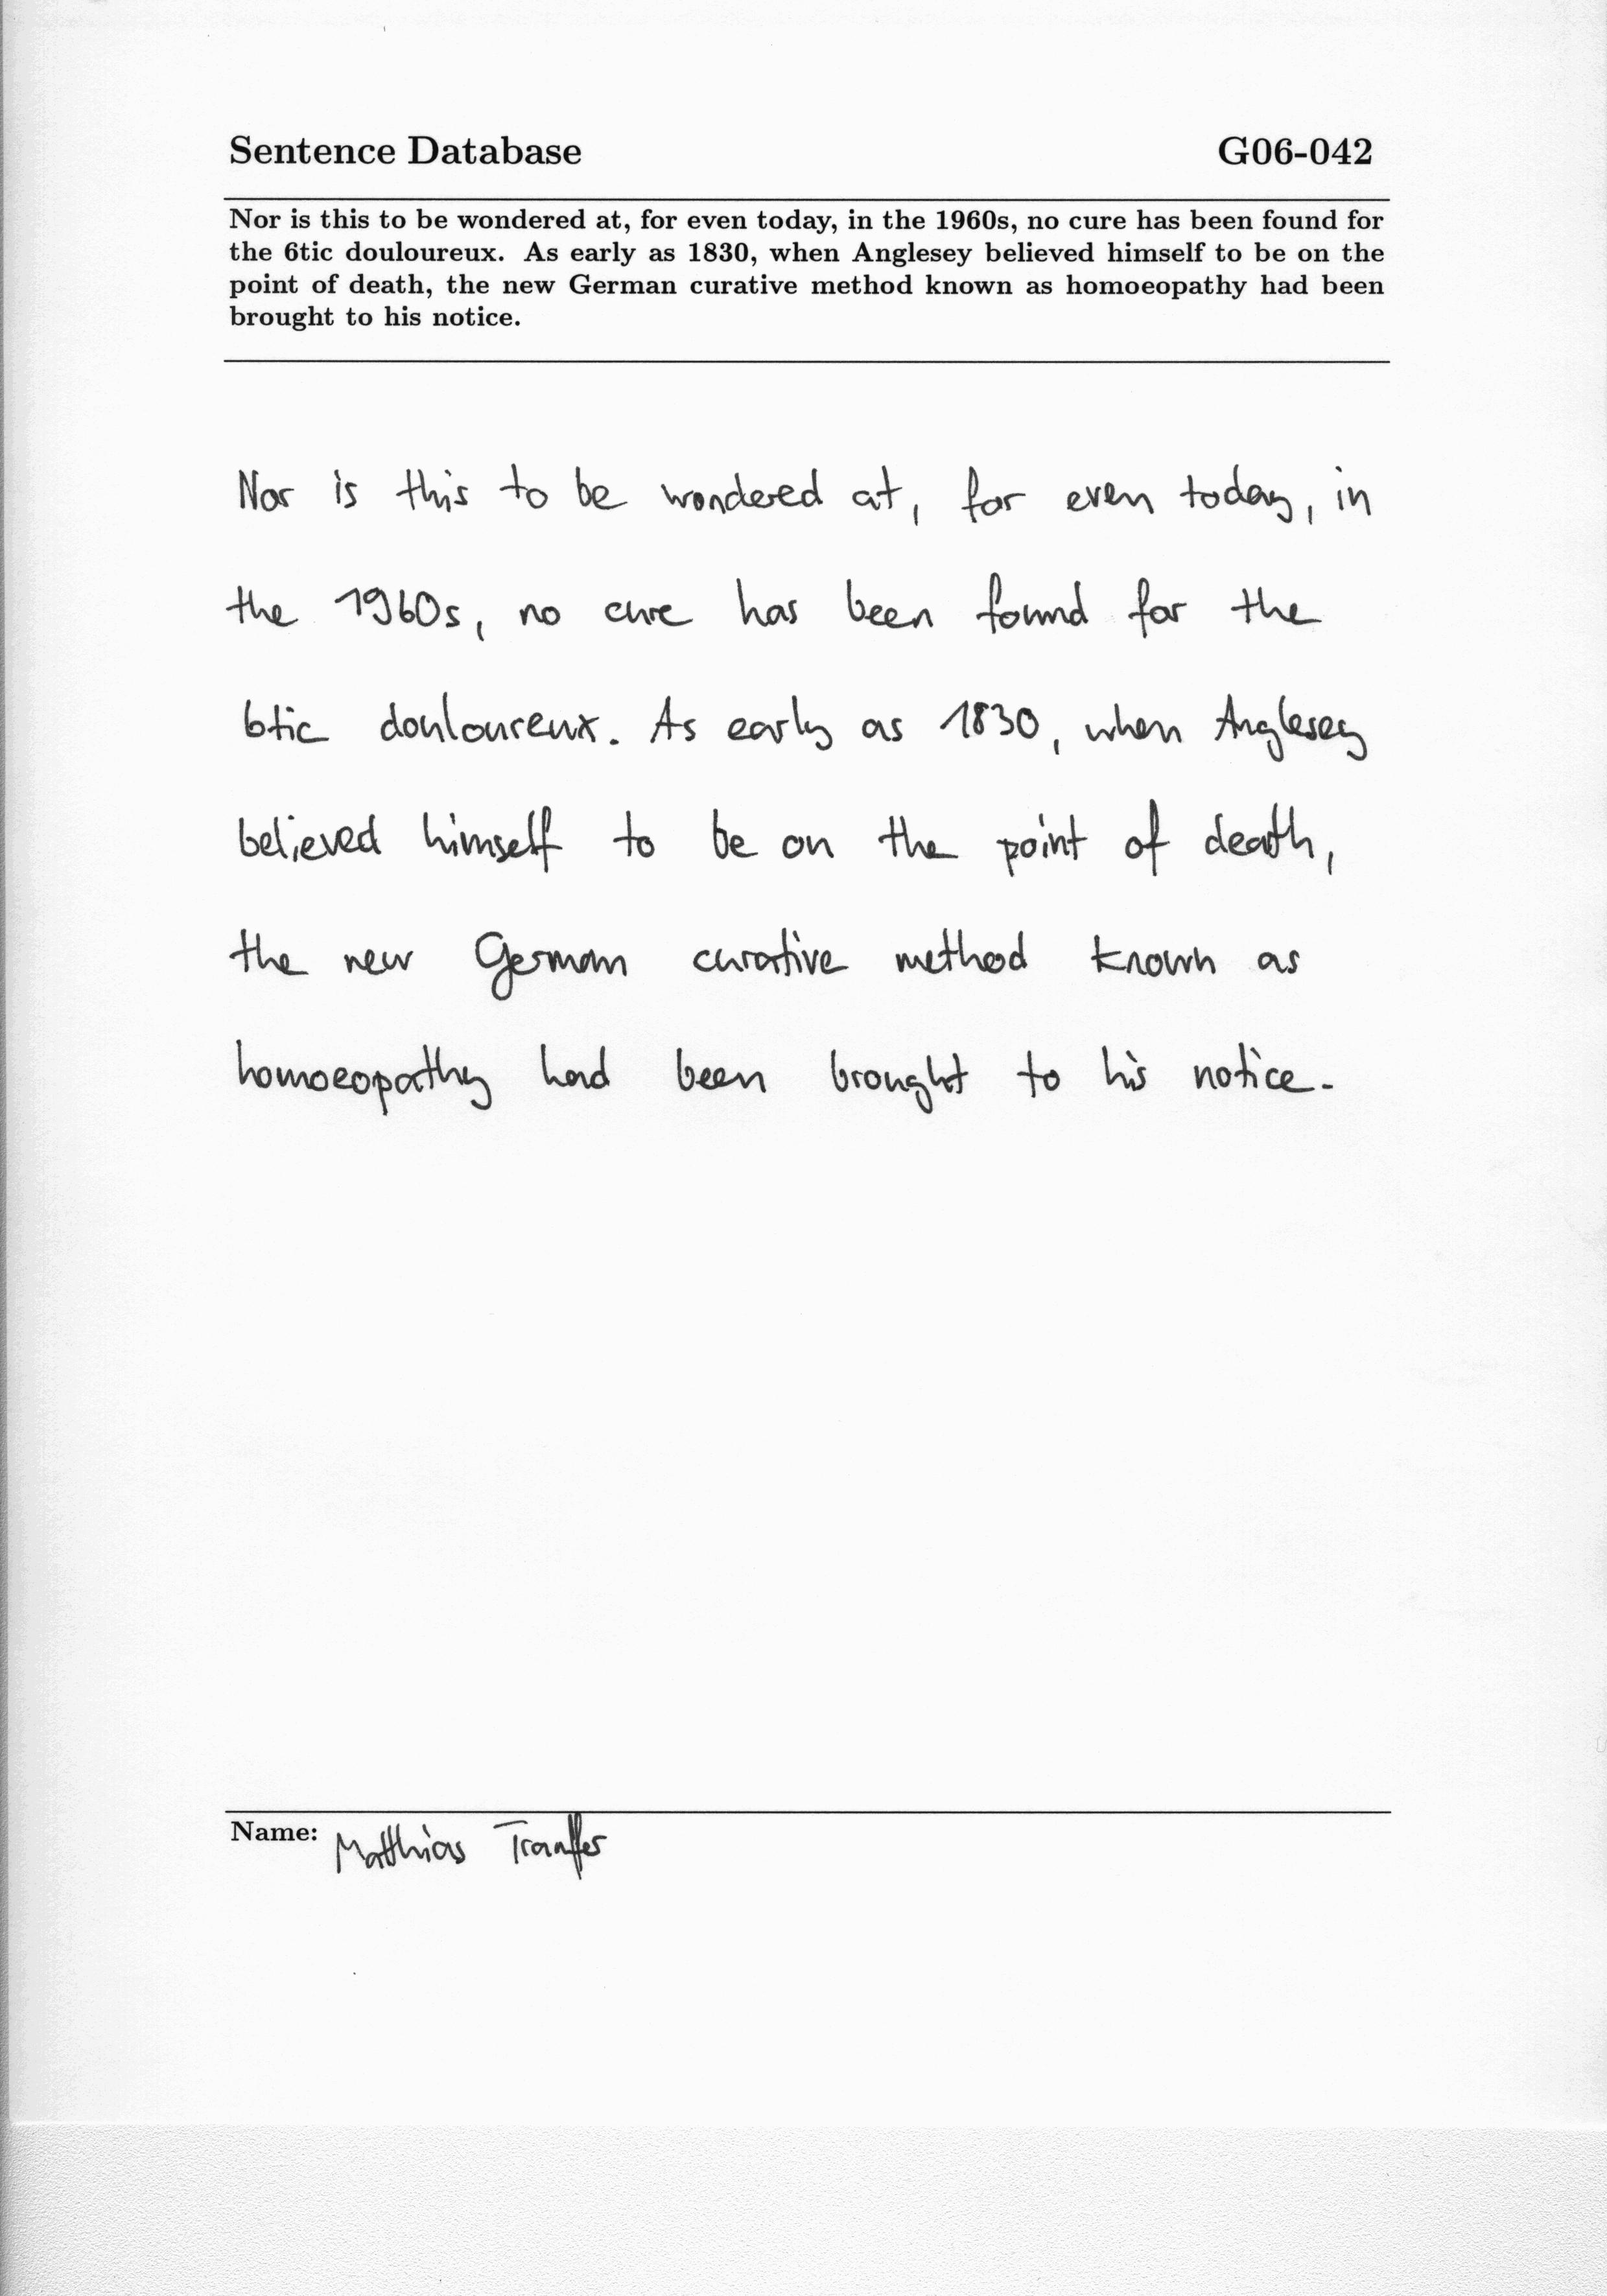 Sentence Database G06-042
Nor is this to be wondered at, for even today, in the 1960s, no cure has been found for
the 6tic douloureux. As early as 1830, when Anglesey believed himself to be on the
point of death, the new German curative method known as homoeopathy had been
brought to his notice.
Nor is this to be wondered at, for even today, in
the 1960s, no cure has been found for the
6tic douloureux. As early as 1830, when Anglesey
believed himself to be on the point of death,
the new German curative method known as
homoeopathy had been brought to his notice.
Name: Matthias